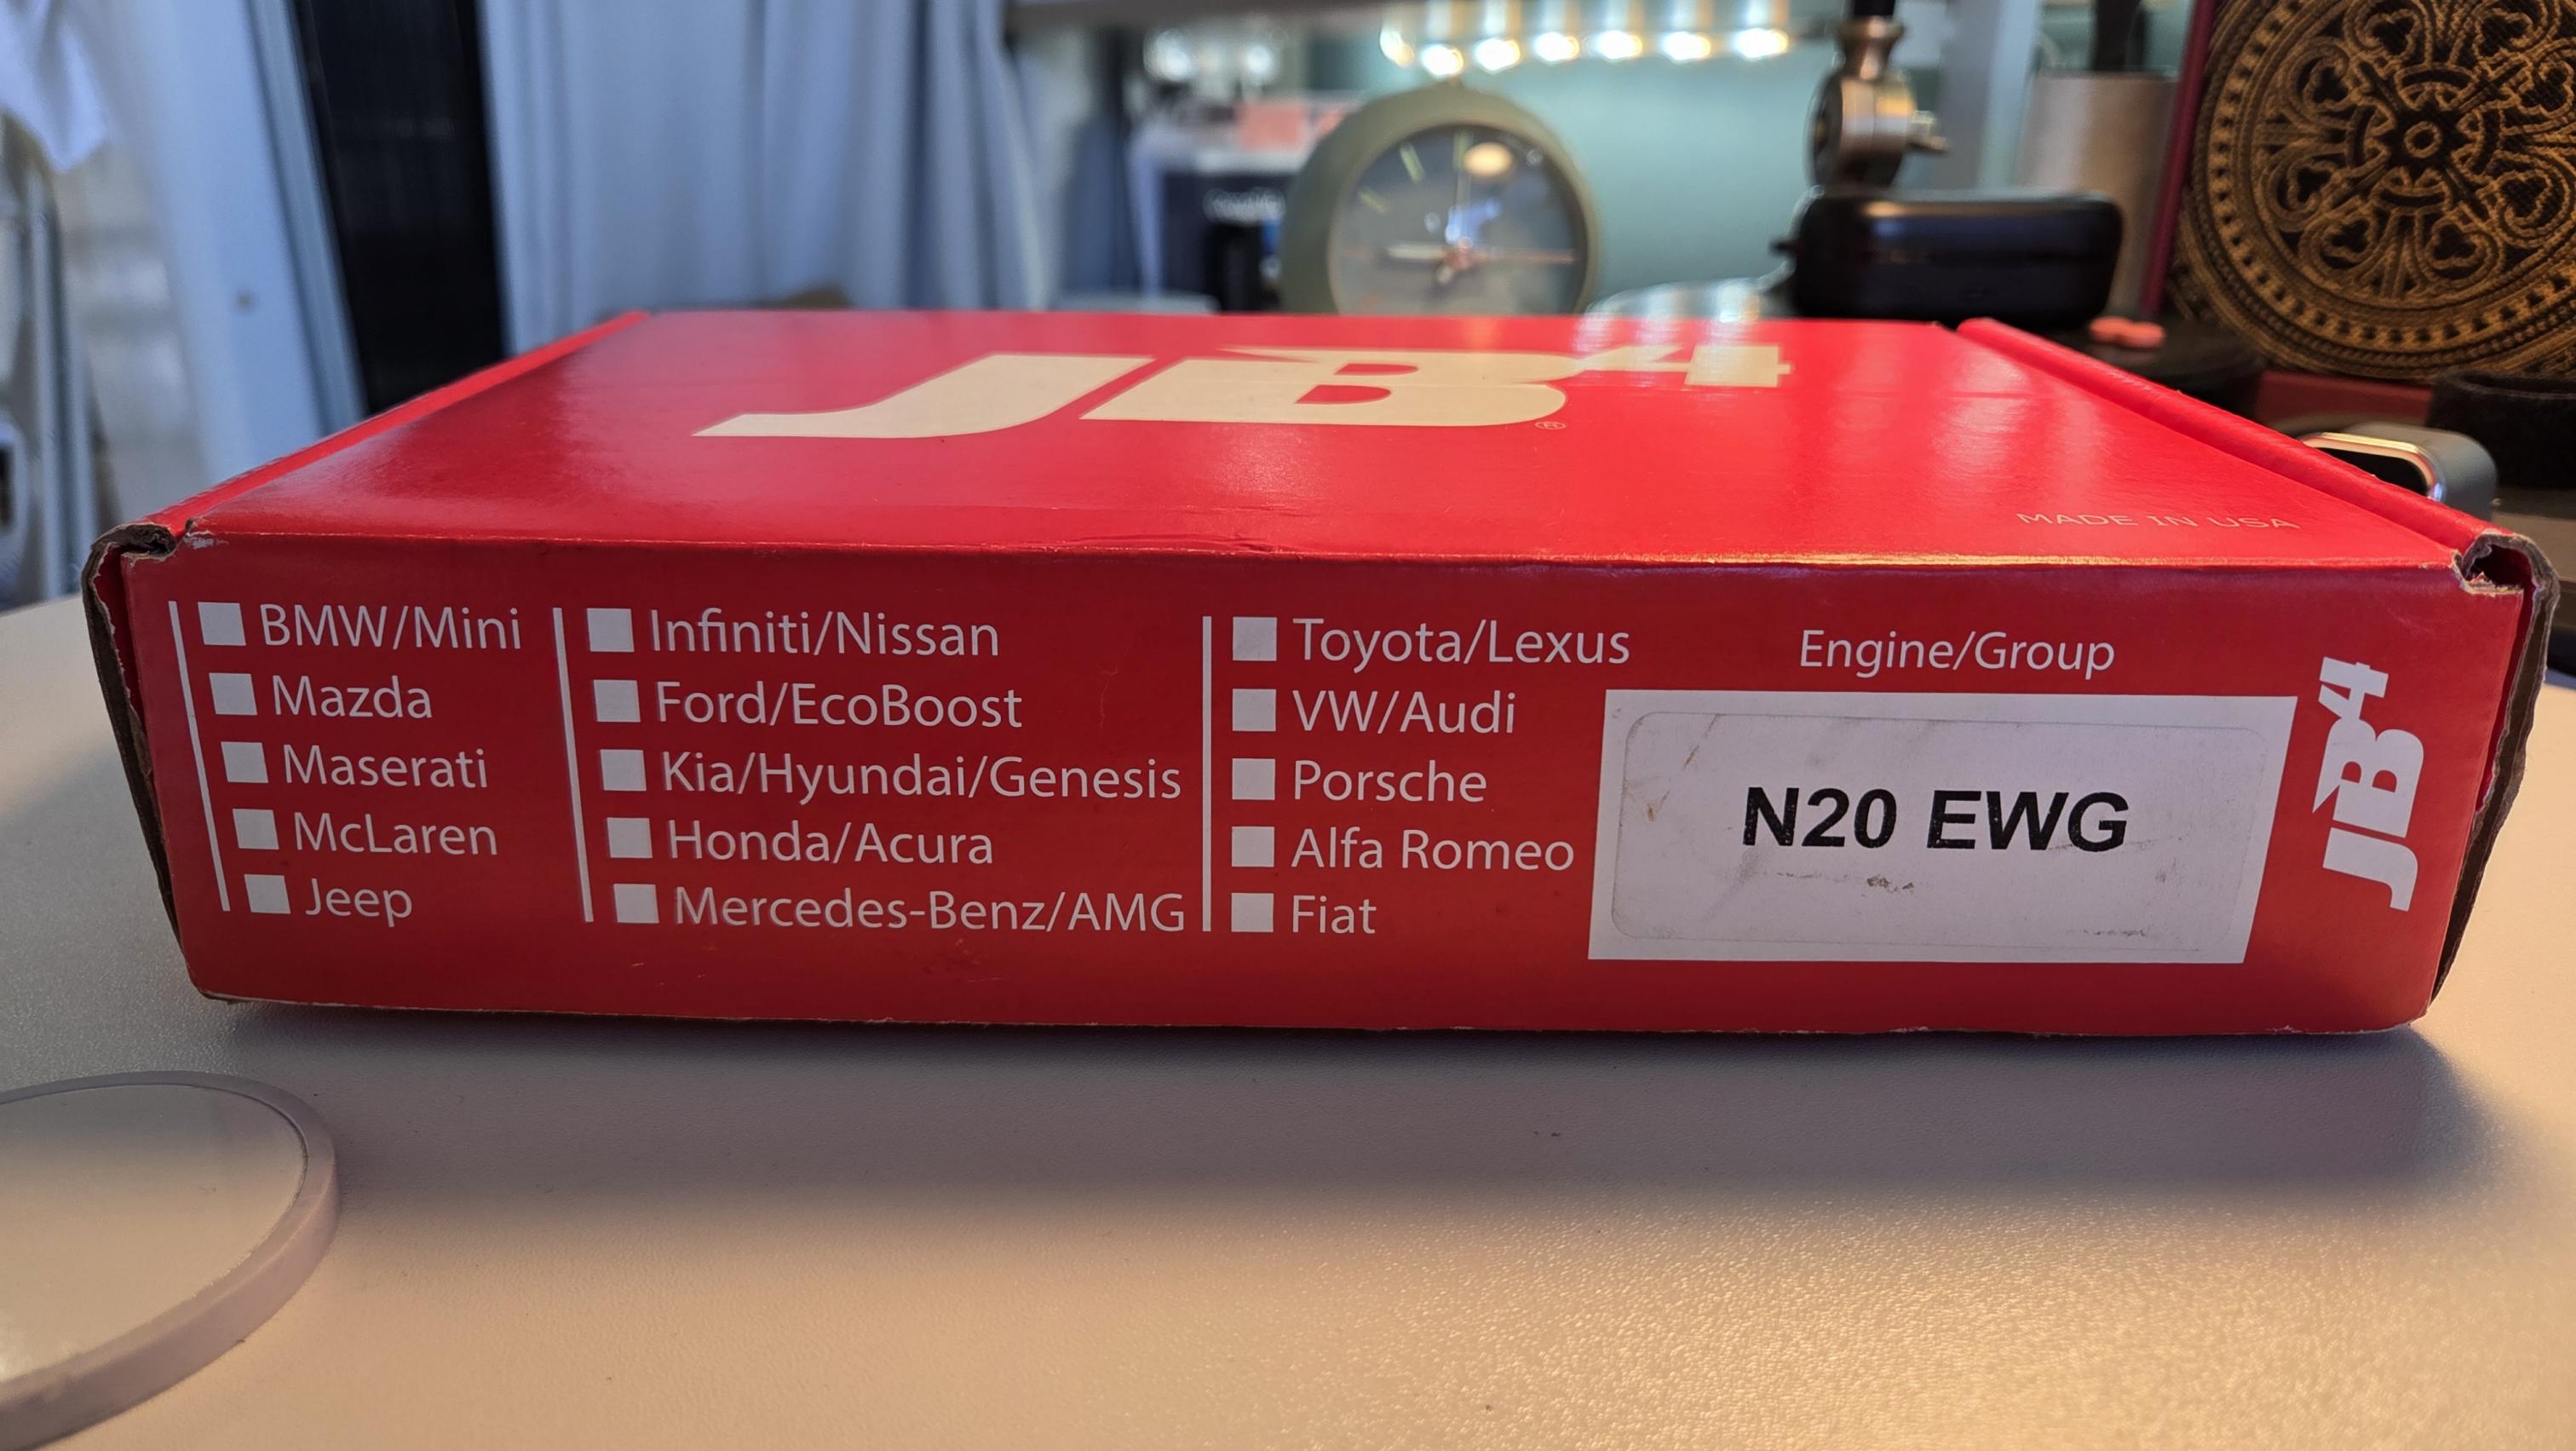 JB4
®
MADE IN USA
BMW/Mini
Mazda
Maserati
McLaren
Jeep
Infiniti/Nissan
Ford/EcoBoost
Kia/Hyundai/Genesis
Honda/Acura
Mercedes-Benz/AMG
Toyota/Lexus
VW/Audi
Porsche
Alfa Romeo
Fiat
Engine/Group
N20 EWG
JB4